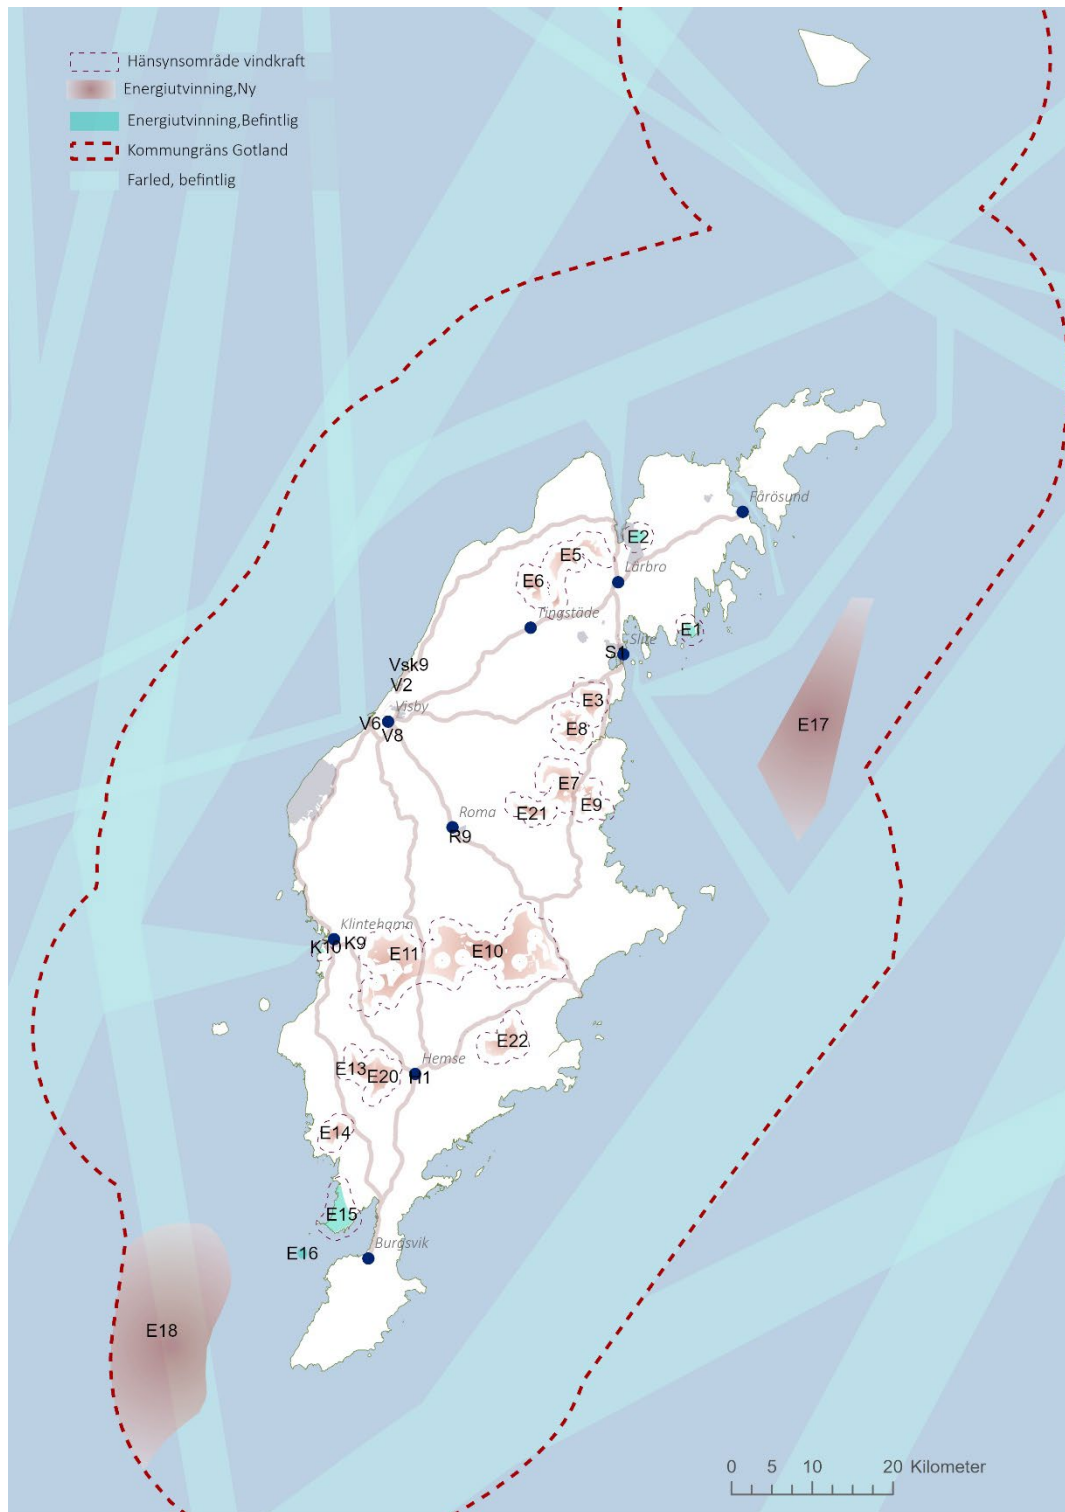 Hänsynsområde vindkraft
Energiutvinning,Ny
Energiutvinning,Befintlig
Kommungräns Gotland
Farled, befintlig
Fårösund
E2
E5
Lärbro
E6
Tingstäde
E1
Slite
S1
Vsk9
V2
E3
Visby
V6
V8
E8
E17
E7
E9
E21
Roma
R9
Klintehamn
K10
K9
E11
E10
E22
Hemse
E13
E20
H1
E14
E15
Burgsvik
E16
E18
0 5 10 20 Kilometer